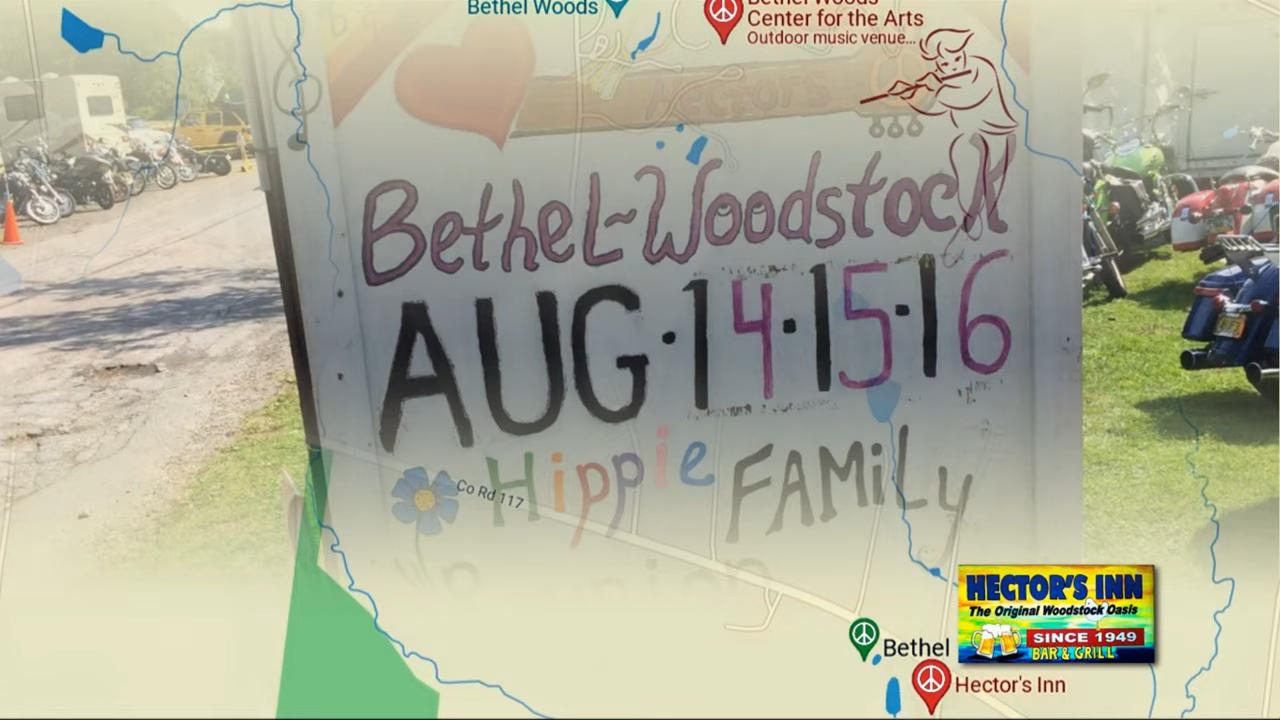 Bethel Woods
Bethel Woods
Center for the Arts
Outdoor music venue...
HECTOR'S
BetheL~Woodstock
AUG·14·15·16
Hippie FAMiLy
Co Rd 117
HECTOR'S INN
The Original Woodstock Oasis
SINCE 1949
BAR & GRILL
Bethel
Hector's Inn